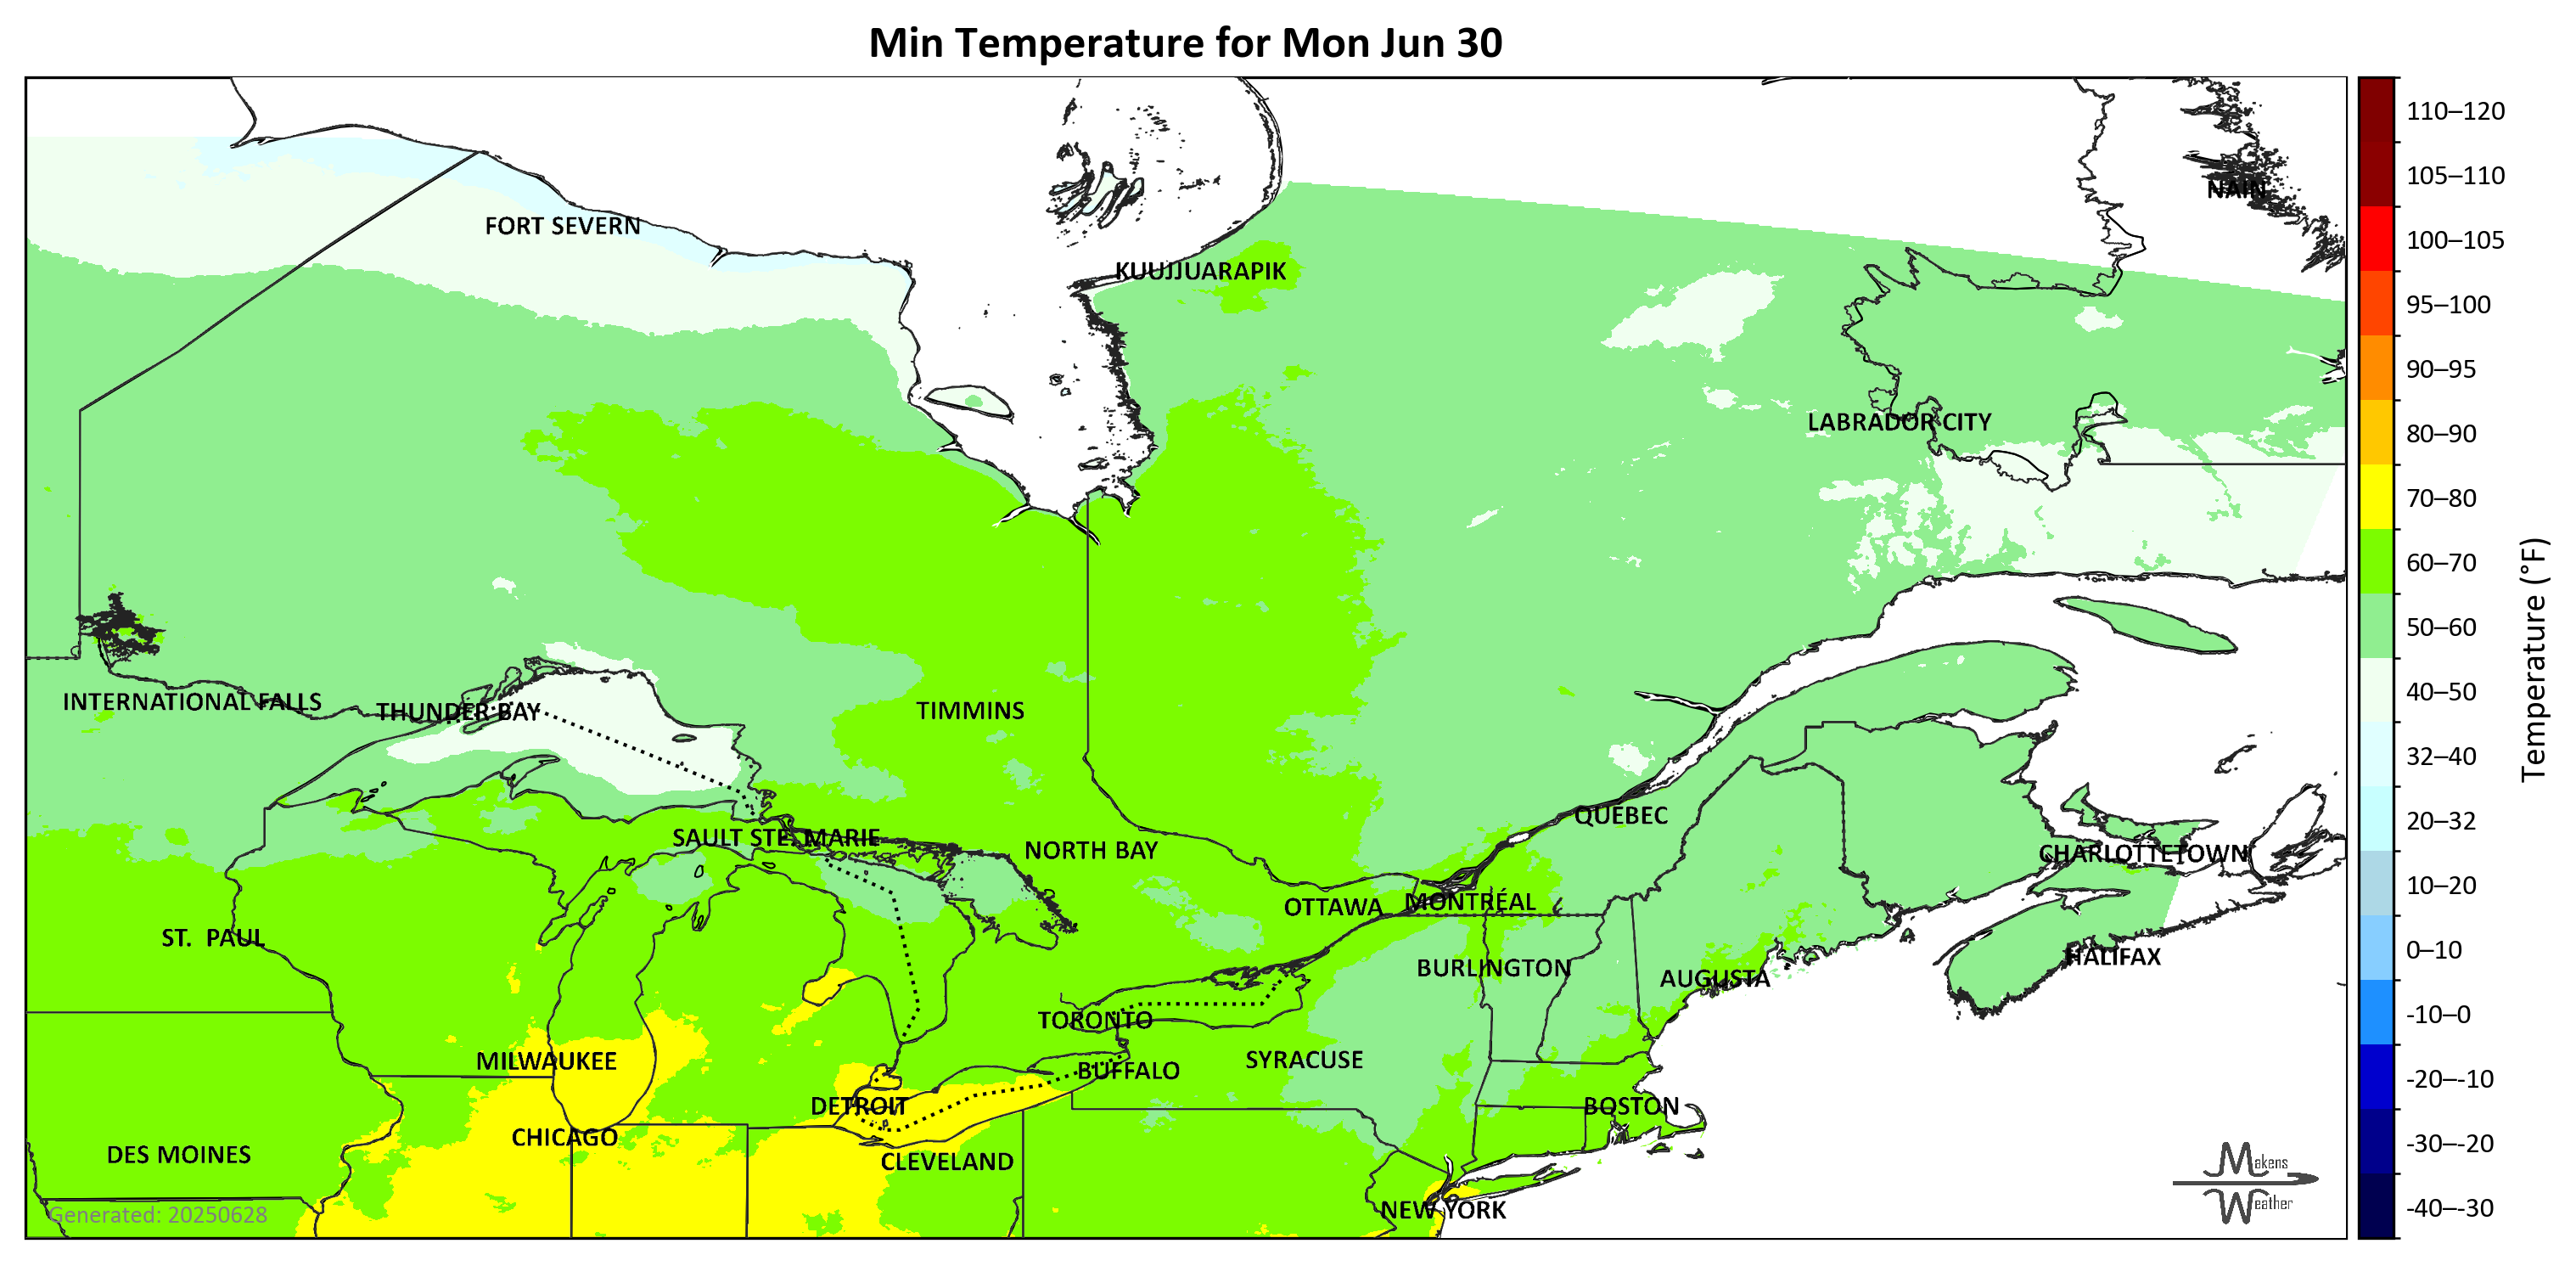 Min Temperature for Mon Jun 30
110–120
105–110
NAIN
FORT SEVERN
100–105
KUUJJUARAPIK
95–100
90–95
LABRADOR CITY
80–90
70–80
60–70
50–60
40–50
Temperature (°F)
INTERNATIONAL FALLS
THUNDER BAY
TIMMINS
32–40
QUEBEC
20–32
SAULT STE. MARIE
NORTH BAY
CHARLOTTETOWN
10–20
OTTAWA
MONTRÉAL
ST. PAUL
0–10
HALIFAX
BURLINGTON
AUGUSTA
-10–0
TORONTO
MILWAUKEE
SYRACUSE
BUFFALO
-20–-10
DETROIT
BOSTON
CHICAGO
-30–-20
DES MOINES
CLEVELAND
Makens
Weather
NEW YORK
-40–-30
Generated: 20250628